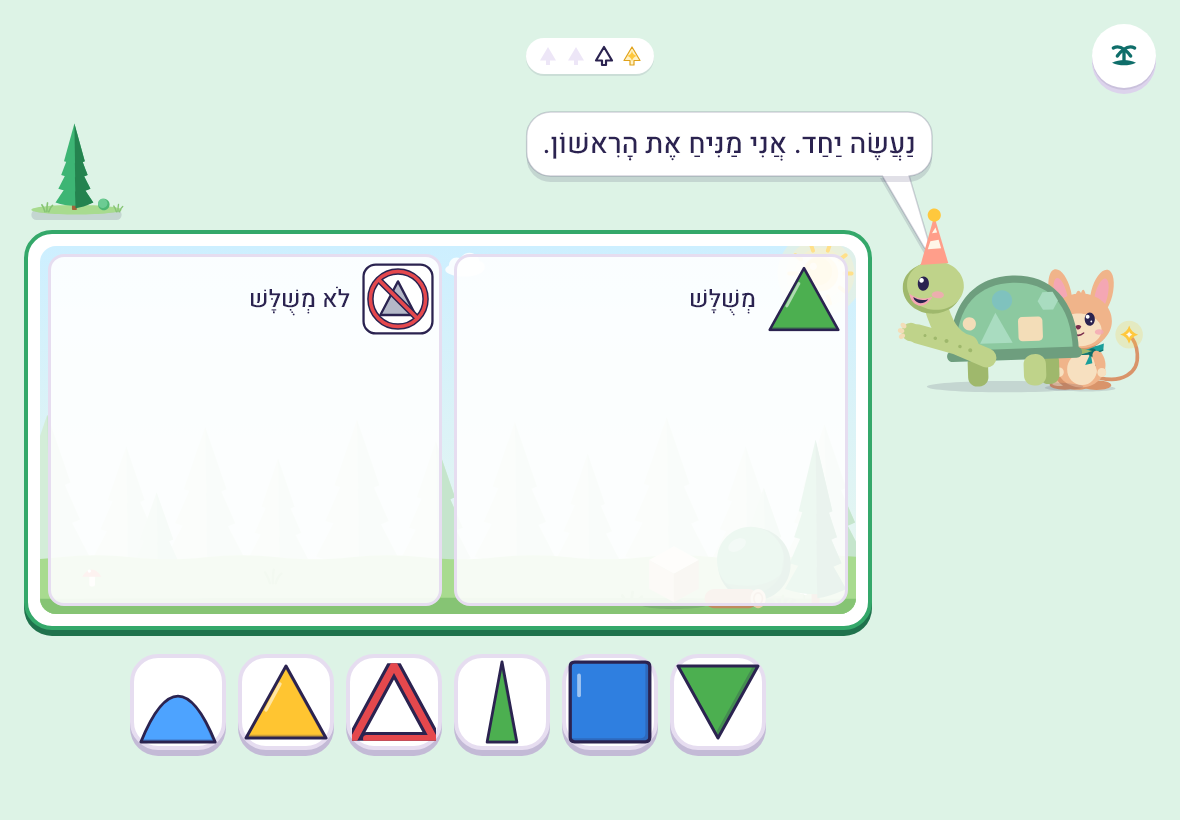 נַעֲשֶׂה יַחַד. אֲנִי מַנִּיחַ אֶת הָרִאשׁוֹן.
מְשֻׁלָּשׁ
לֹא מְשֻׁלָּשׁ